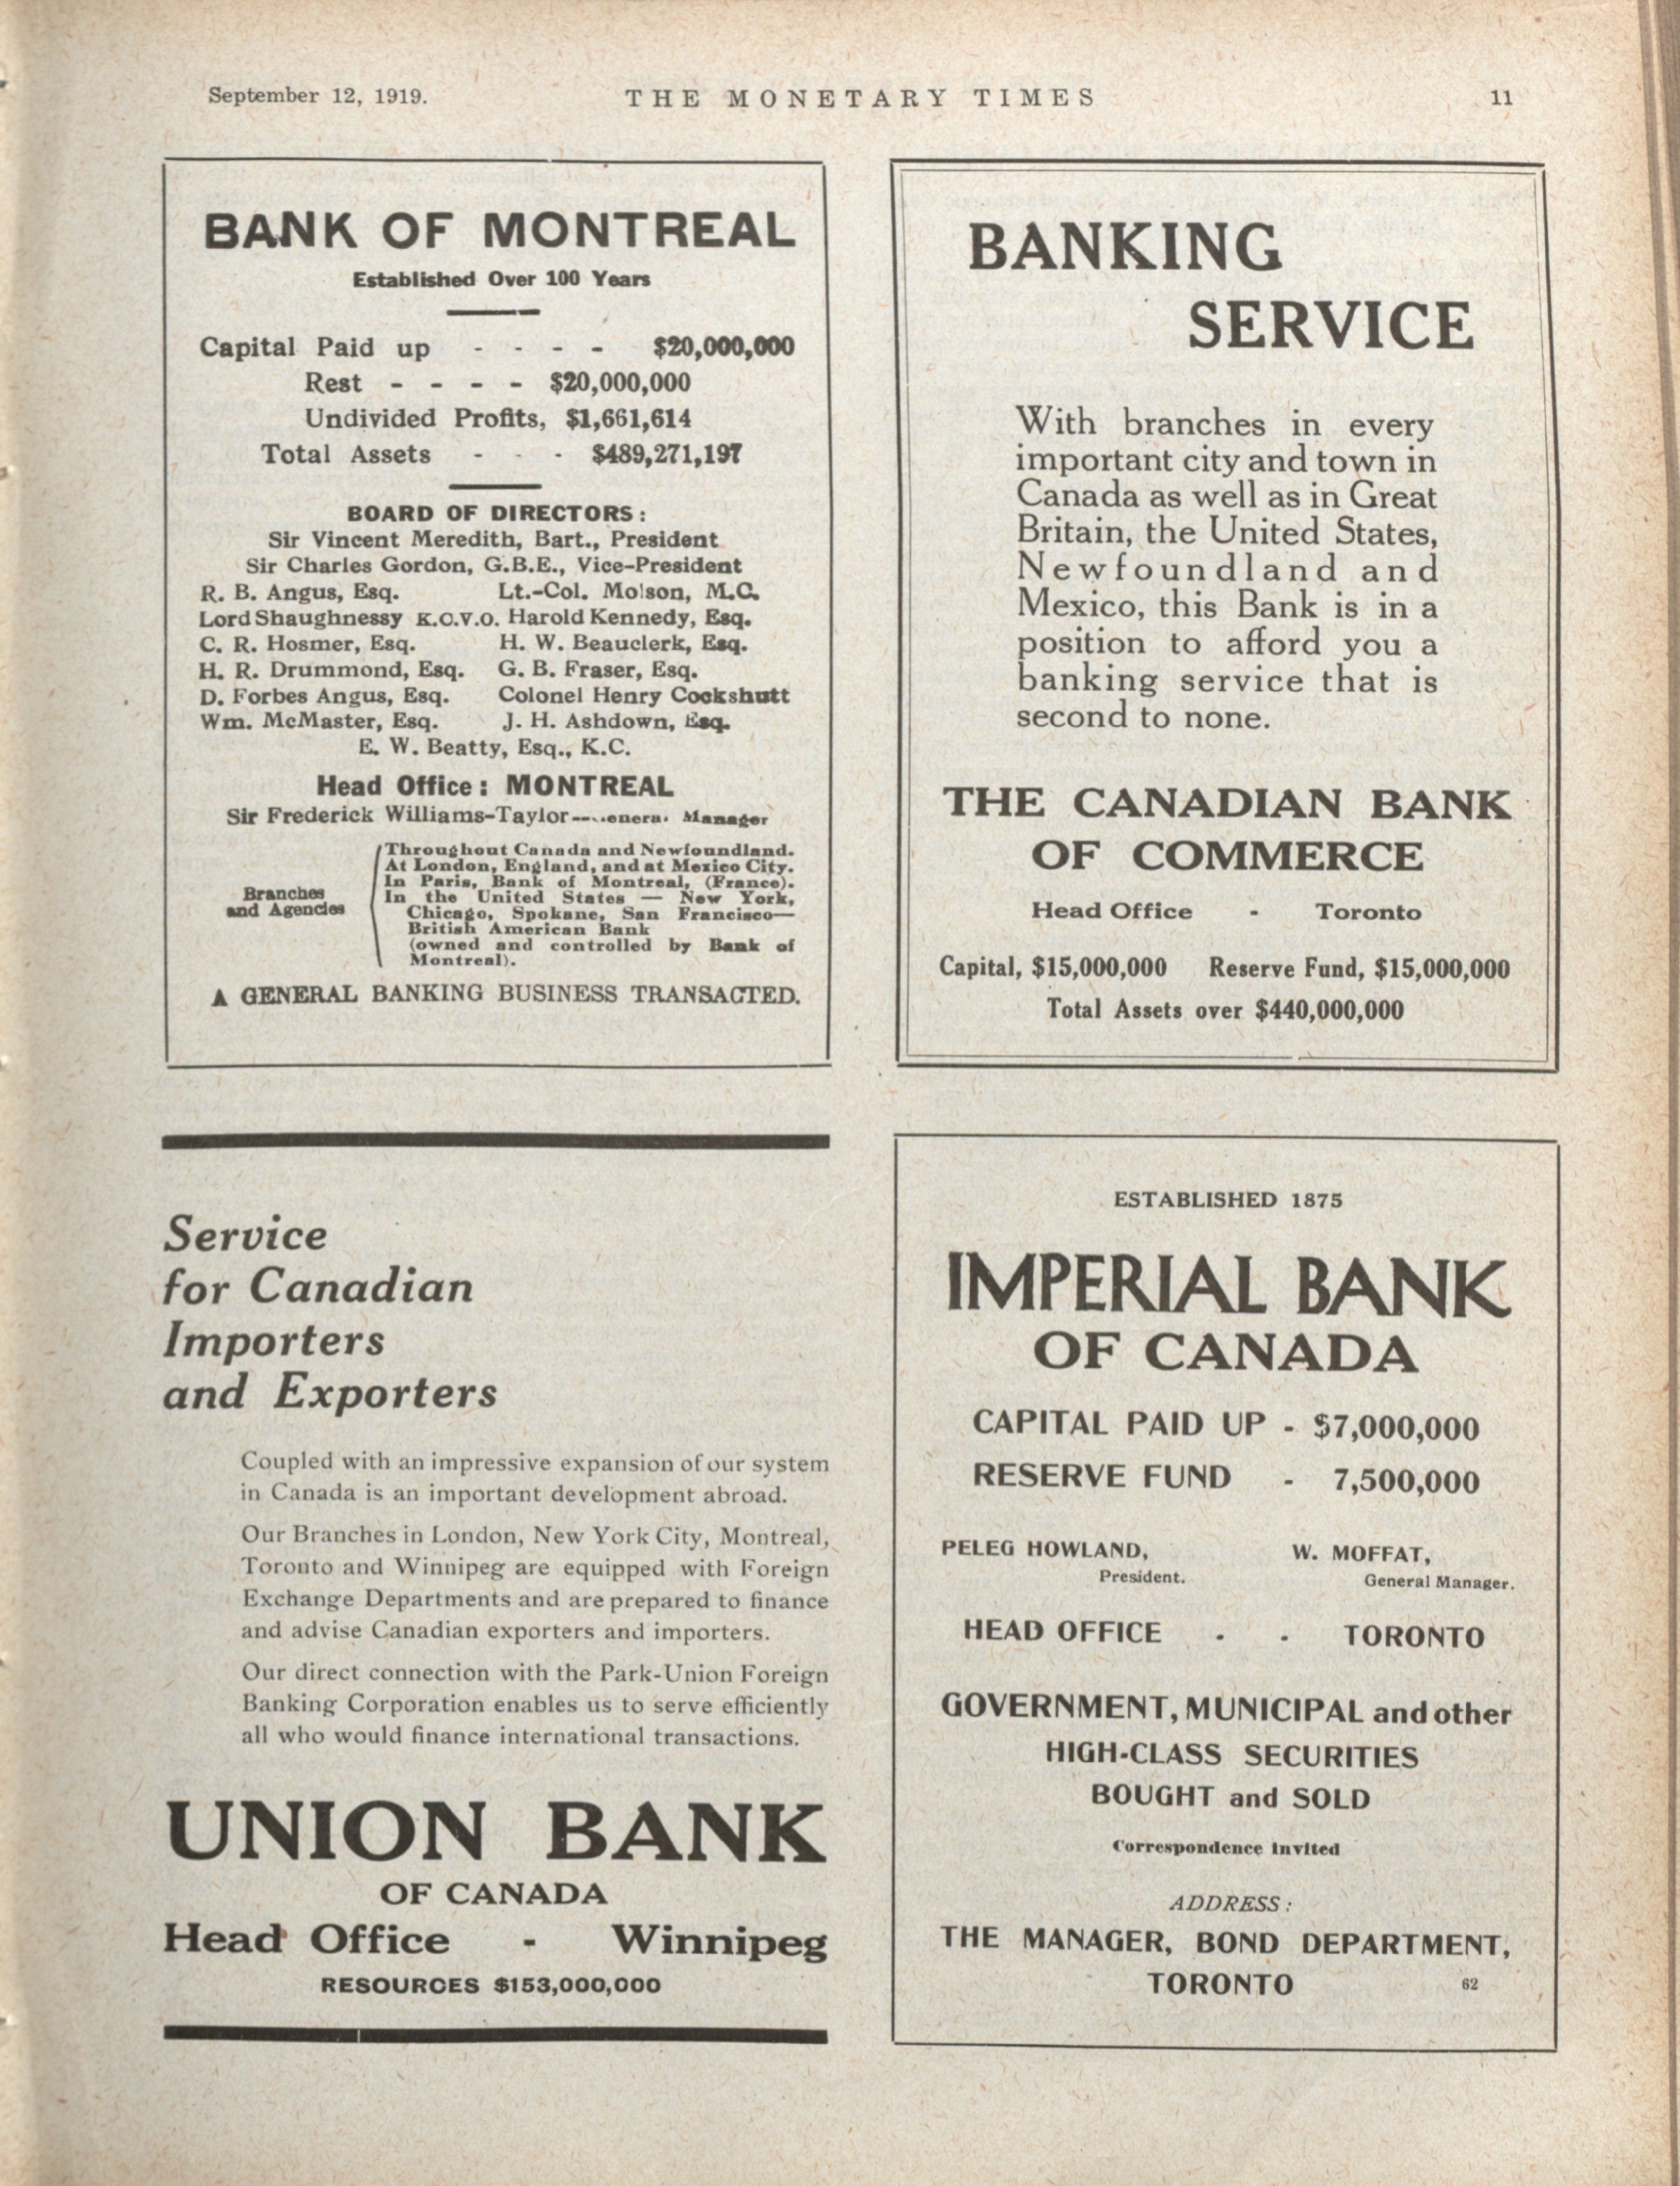 September 12, 1919.
THE MONETARY TIMES
11
BANK OF MONTREAL
Established Over 100 Years
Capital Paid up - - - - $20,000,000
Rest - - - - $20,000,000
Undivided Profits, $1,661,614
Total Assets - - - $489,271,197
BOARD OF DIRECTORS:
Sir Vincent Meredith, Bart., President
Sir Charles Gordon, G.B.E., Vice-President
R. B. Angus, Esq. Lt.-Col. Molson, M.C.
Lord Shaughnessy K.C.V.O. Harold Kennedy, Esq.
C. R. Hosmer, Esq. H. W. Beauclerk, Esq.
H. R. Drummond, Esq. G. B. Fraser, Esq.
D. Forbes Angus, Esq. Colonel Henry Cockshutt
Wm. McMaster, Esq. J. H. Ashdown, Esq.
E. W. Beatty, Esq., K.C.
Head Office: MONTREAL
Sir Frederick Williams-Taylor Manager
Branches
and Agencies
Throughout Canada and Newfoundland.
At London, England, and at Mexico City.
In Paris, Bank of Montreal, (France).
In the United States — New York,
Chicago, Spokane, San Francisco—
British American Bank
(owned and controlled by Bank of
Montreal).
A GENERAL BANKING BUSINESS TRANSACTED.
BANKING
SERVICE
With branches in every
important city and town in
Canada as well as in Great
Britain, the United States,
Newfoundland and
Mexico, this Bank is in a
position to afford you a
banking service that is
second to none.
THE CANADIAN BANK
OF COMMERCE
Head Office - Toronto
Capital, $15,000,000 Reserve Fund, $15,000,000
Total Assets over $440,000,000
Service
for Canadian
Importers
and Exporters
Coupled with an impressive expansion of our system
in Canada is an important development abroad.
Our Branches in London, New York City, Montreal,
Toronto and Winnipeg are equipped with Foreign
Exchange Departments and are prepared to finance
and advise Canadian exporters and importers.
Our direct connection with the Park-Union Foreign
Banking Corporation enables us to serve efficiently
all who would finance international transactions.
UNION BANK
OF CANADA
Head Office - Winnipeg
RESOURCES $153,000,000
ESTABLISHED 1875
IMPERIAL BANK
OF CANADA
CAPITAL PAID UP - $7,000,000
RESERVE FUND - 7,500,000
PELEG HOWLAND, W. MOFFAT,
President. General Manager.
HEAD OFFICE - - TORONTO
GOVERNMENT, MUNICIPAL and other
HIGH-CLASS SECURITIES
BOUGHT and SOLD
Correspondence Invited
ADDRESS:
THE MANAGER, BOND DEPARTMENT,
TORONTO 62